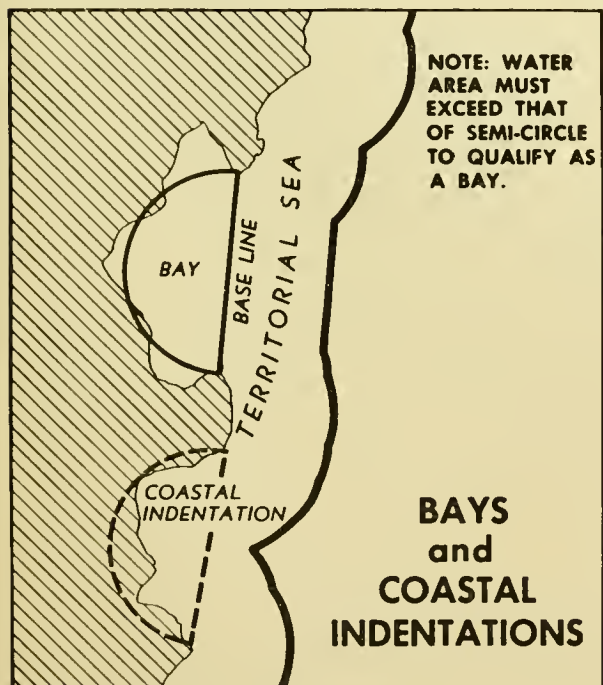 NOTE: WATER
AREA MUST
EXCEED THAT
OF SEMI-CIRCLE
TO QUALIFY AS
A BAY.
BAY
BASE LINE
TERRITORIAL SEA
COASTAL
INDENTATION
BAYS
and
COASTAL
INDENTATIONS